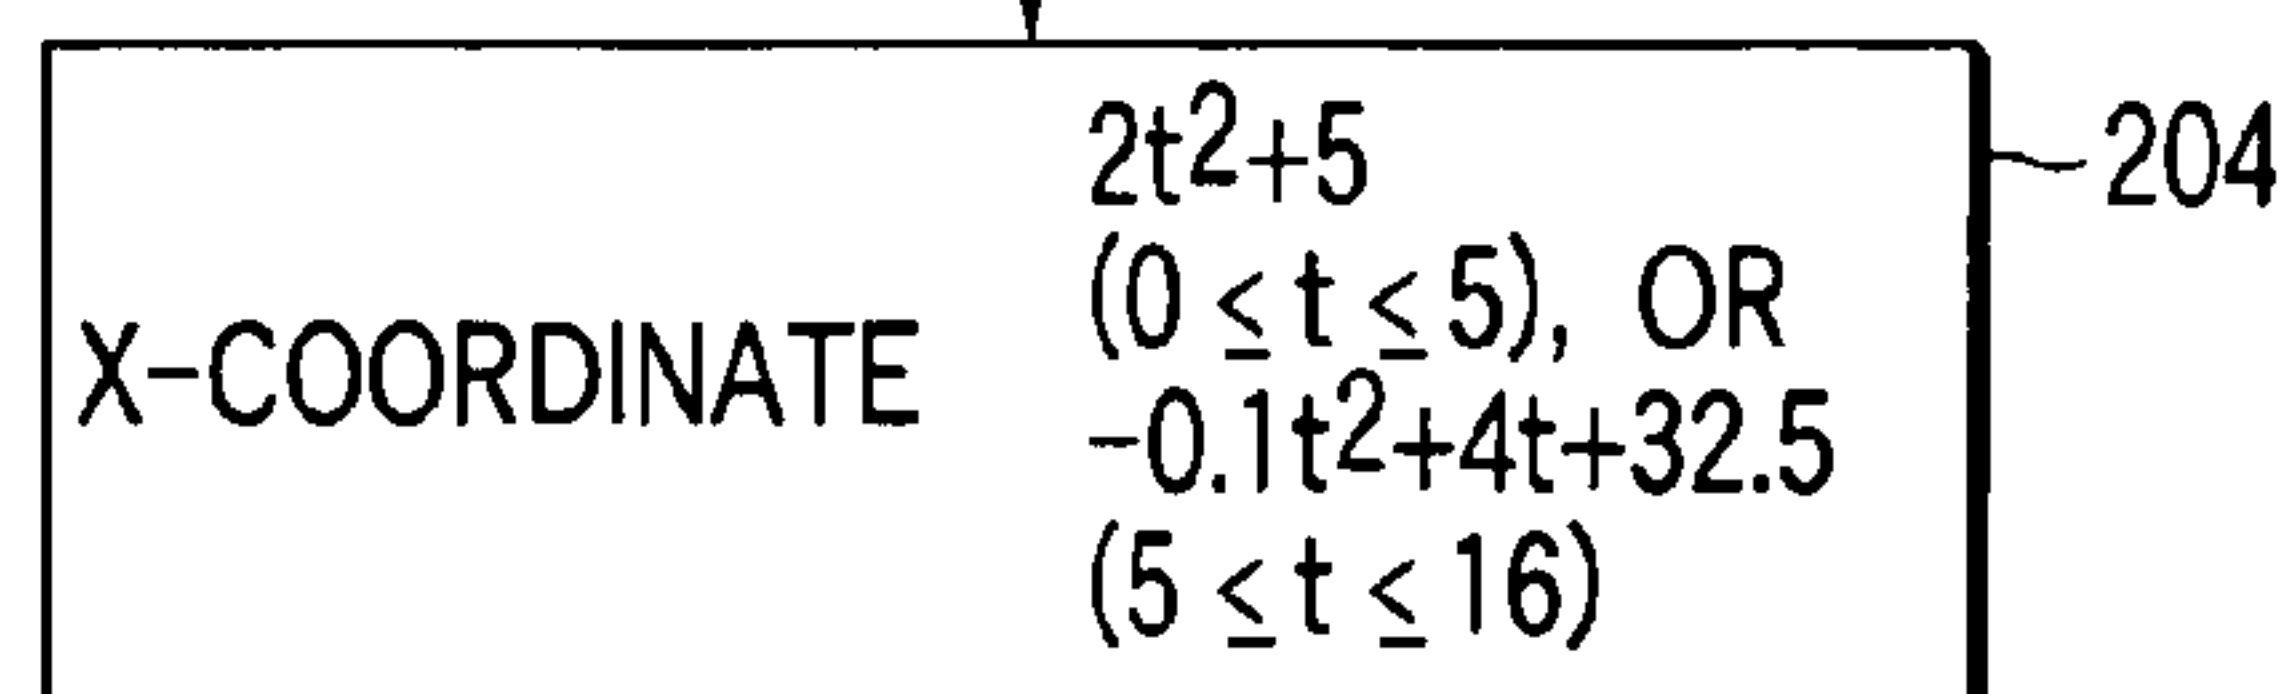 2t²+5
204
(0 ≤ t ≤ 5), OR
X-COORDINATE
-0.1t²+4t+32.5
(5 ≤ t ≤ 16)